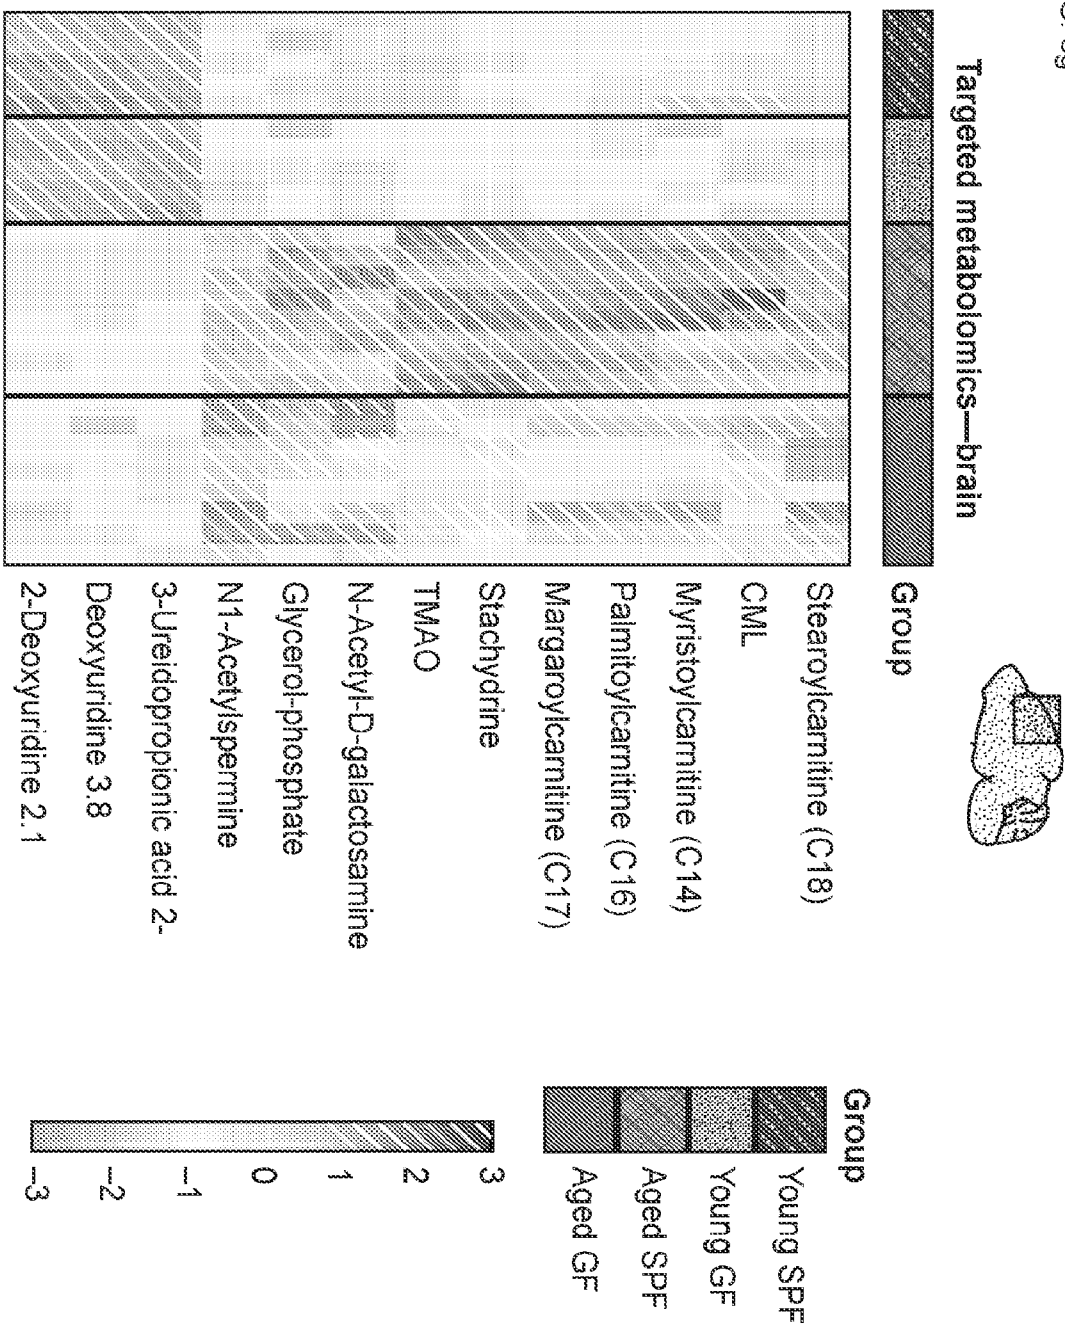 Targeted metabolomics—brain
Group
Stearoylcarnitine (C18)
CML
Myristoylcarnitine (C14)
Palmitoylcarnitine (C16)
Margaroylcarnitine (C17)
Stachydrine
TMAO
N-Acetyl-D-galactosamine
Glycerol-phosphate
N1-Acetylspermine
3-Ureidopropionic acid 2-
Deoxyuridine 3.8
2-Deoxyuridine 2.1
Group
Young SPF
Young GF
Aged SPF
Aged GF
3
2
1
0
–1
–2
–3